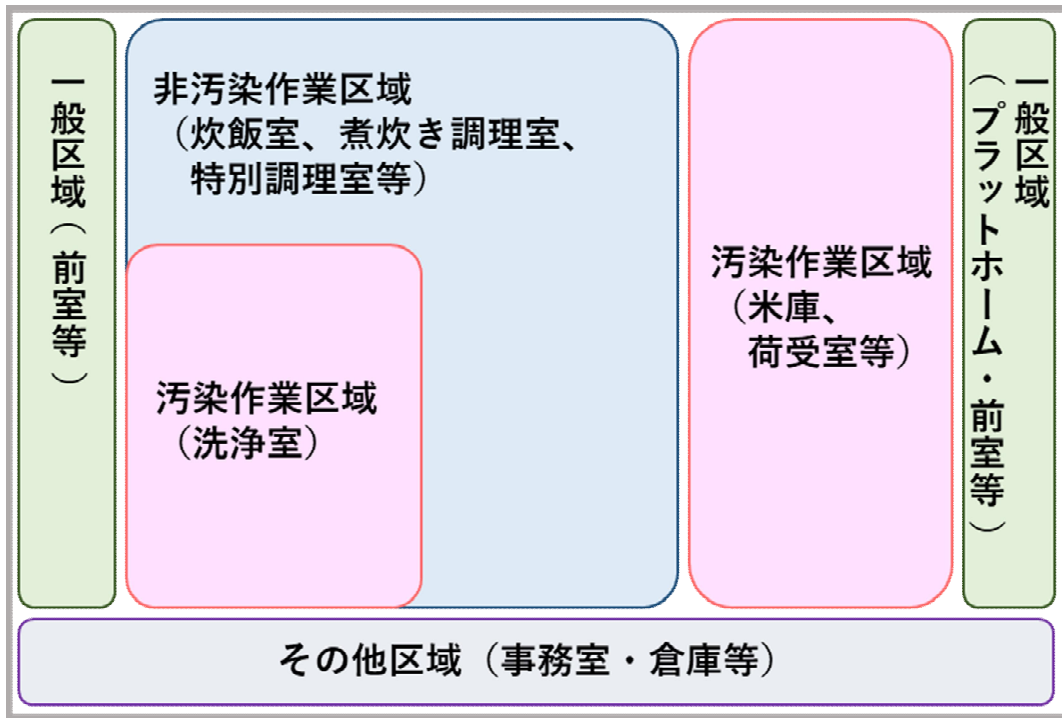 一般区域（前室等）
非汚染作業区域
（炊飯室、煮炊き調理室、
特別調理室等）
汚染作業区域
（洗浄室）
汚染作業区域
（米庫、
荷受室等）
一般区域
（プラットホーム・前室等）
その他区域（事務室・倉庫等）